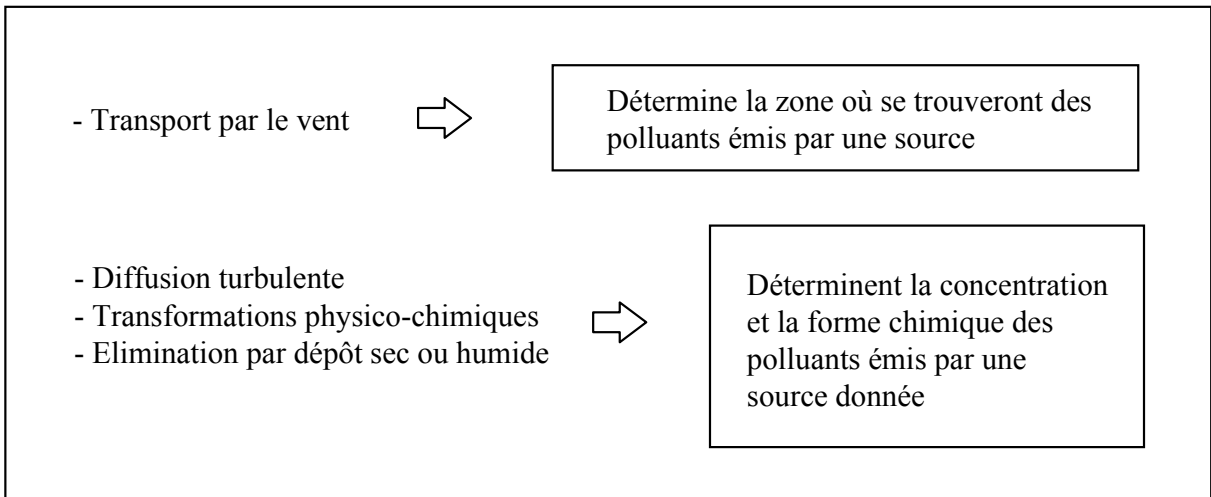 - Transport par le vent
Détermine la zone où se trouveront des
polluants émis par une source
- Diffusion turbulente
- Transformations physico-chimiques
- Elimination par dépôt sec ou humide
Déterminent la concentration
et la forme chimique des
polluants émis par une
source donnée